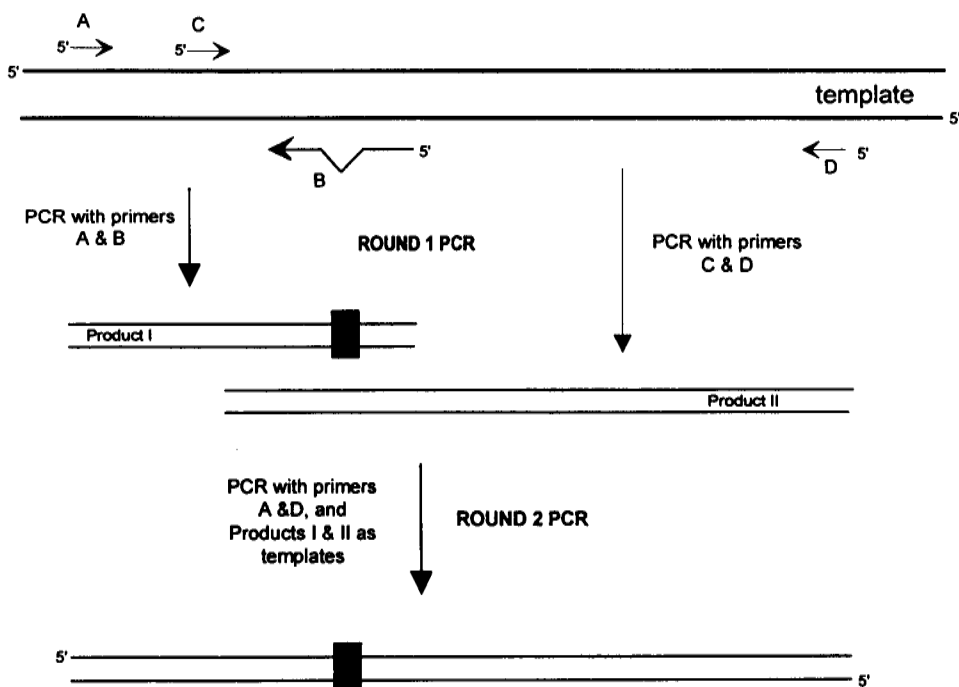 A
C
5'
5'
5'
template
5'
5'
B
5'
D
PCR with primers
A & B
ROUND 1 PCR
PCR with primers
C & D
Product I
Product II
PCR with primers
A &D, and
Products I & II as
templates
ROUND 2 PCR
5'
5'